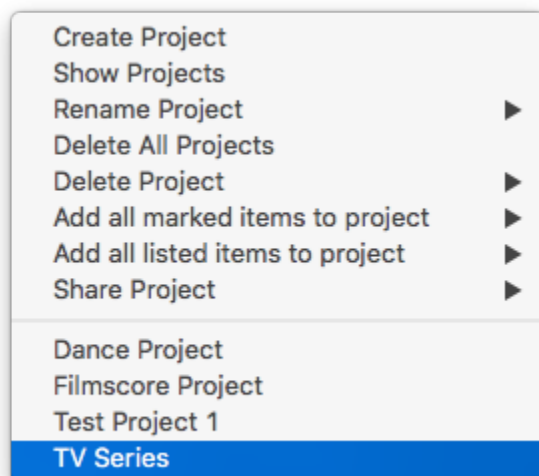 Create Project
Show Projects
Rename Project
Delete All Projects
Delete Project
Add all marked items to project
Add all listed items to project
Share Project
Dance Project
Filmscore Project
Test Project 1
TV Series